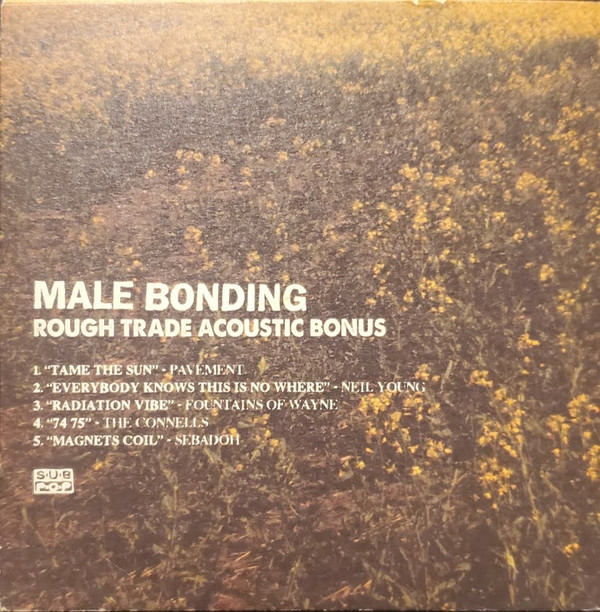 MALE BONDING
ROUGH TRADE ACOUSTIC BONUS
1. "TAME THE SUN" - PAVEMENT
2. "EVERYBODY KNOWS THIS IS NO WHERE" - NEIL YOUNG
3. "RADIATION VIBE" - FOUNTAINS OF WAYNE
4. "74 75" - THE CONNELLS
5. "MAGNETS COIL" - SEBADOH
SUB
POP